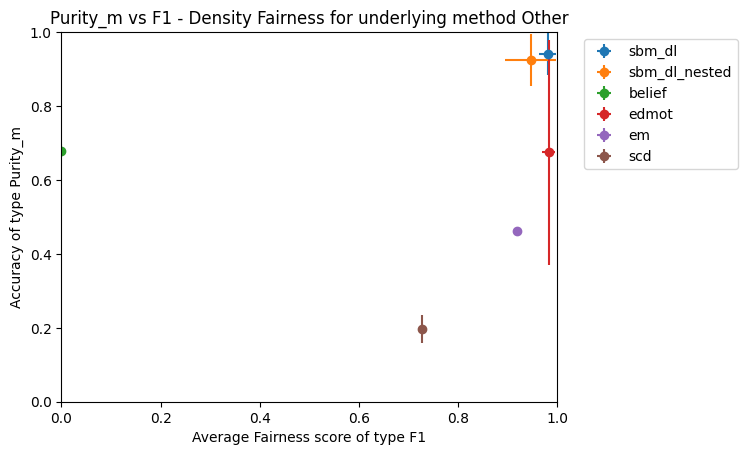 Purity_m vs F1 - Density Fairness for underlying method Other
1.0
0.8
0.6
0.4
0.2
0.0
Accuracy of type Purity_m
0.0 0.2 0.4 0.6 0.8 1.0
Average Fairness score of type F1
sbm_dl
sbm_dl_nested
belief
edmot
em
scd